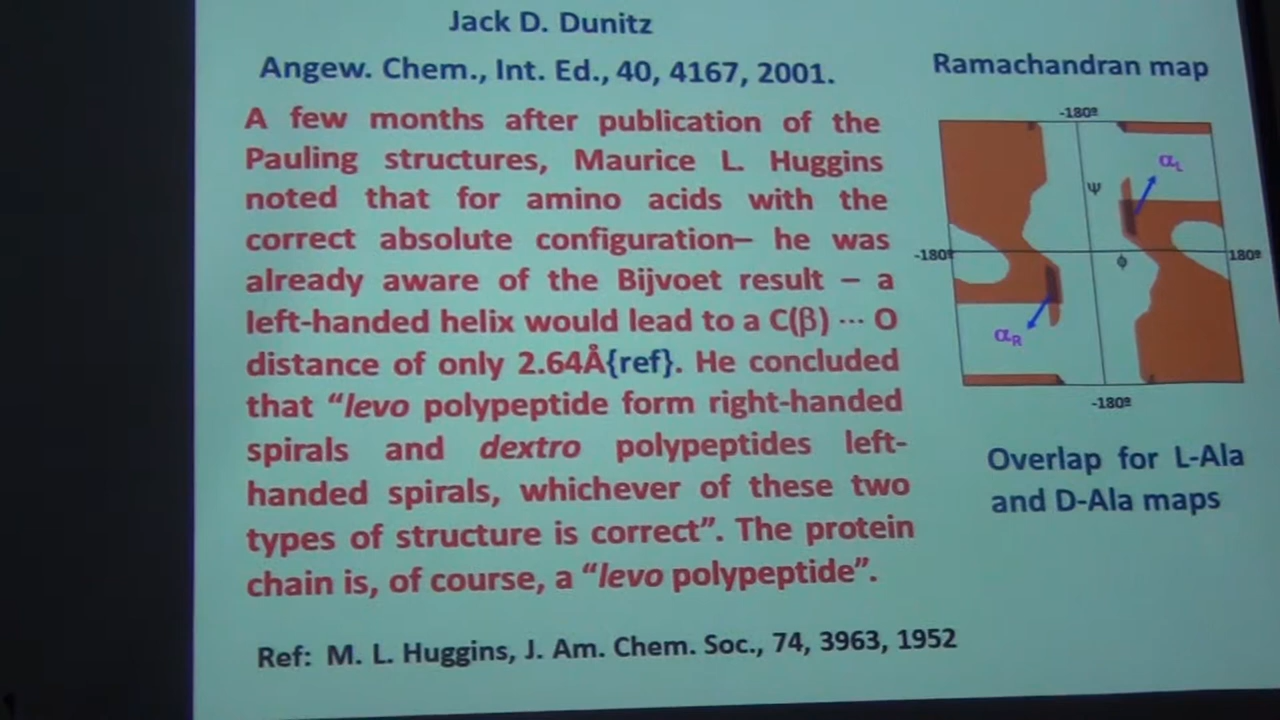 Jack D. Dunitz
Angew. Chem., Int. Ed., 40, 4167, 2001.
A few months after publication of the
Pauling structures, Maurice L. Huggins
noted that for amino acids with the
correct absolute configuration– he was
already aware of the Bijvoet result – a
left-handed helix would lead to a C(β) ··· O
distance of only 2.64Å{ref}. He concluded
that “levo polypeptide form right-handed
spirals and dextro polypeptides left-
handed spirals, whichever of these two
types of structure is correct”. The protein
chain is, of course, a “levo polypeptide”.
Ref: M. L. Huggins, J. Am. Chem. Soc., 74, 3963, 1952
Ramachandran map
-180º
αL
ψ
-180º
ϕ
180º
αR
-180º
Overlap for L-Ala
and D-Ala maps